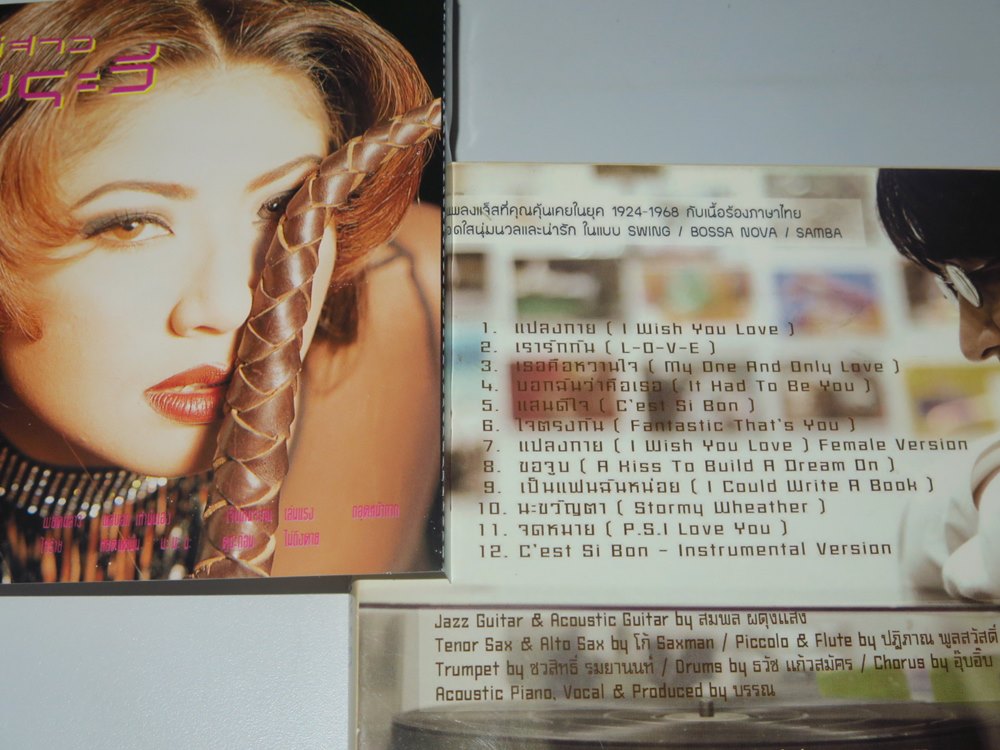 เพลงแจ๊สที่คุณคุ้นเคยในยุค 1924-1968 กับเนื้อร้องภาษาไทย
นุ่มนวลและน่ารัก ในแบบ SWING / BOSSA NOVA / SAMBA
1. แปลงกาย ( I Wish You Love )
2. เรารักกัน ( L-O-V-E )
3. เธอคือหวานใจ ( My One And Only Love )
4. บอกฉันว่าคือเธอ ( It Had To Be You )
5. แสนดีใจ ( C'est Si Bon )
6. ใจตรงกัน ( Fantastic That's You )
7. แปลงกาย ( I Wish You Love ) Female Version
8. ขอจูบ ( A Kiss To Build A Dream On )
9. เป็นแฟนฉันหน่อย ( I Could Write A Book )
10. นะขวัญตา ( Stormy Wheather )
11. จดหมาย ( P.S.I Love You )
12. C'est Si Bon - Instrumental Version
Jazz Guitar & Acoustic Guitar by สมพล ผดุงแสง
Tenor Sax & Alto Sax by โก้ Saxman / Piccolo & Flute by ปฎิภาณ พูลสวัสดิ์
Trumpet by ชวสิทธิ์ รมยานนท์ / Drums by ธวัช แก้วสมัคร / Chorus by อุ๊บอิ๊บ
Acoustic Piano, Vocal & Produced by บรรณ